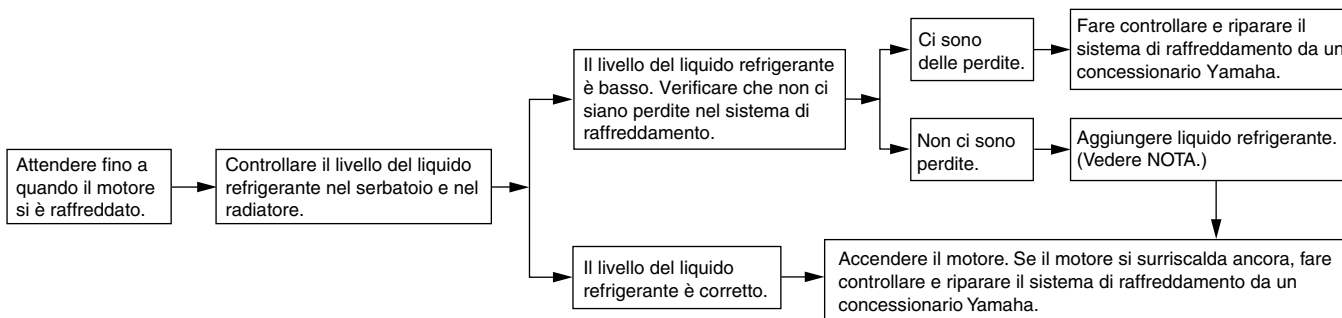 Attendere fino a
quando il motore
si è raffreddato.
Controllare il livello del liquido
refrigerante nel serbatoio e nel
radiatore.
Il livello del liquido refrigerante
è basso. Verificare che non ci
siano perdite nel sistema di
raffreddamento.
Ci sono
delle perdite.
Fare controllare e riparare il
sistema di raffreddamento da un
concessionario Yamaha.
Non ci sono
perdite.
Aggiungere liquido refrigerante.
(Vedere NOTA.)
Il livello del liquido
refrigerante è corretto.
Accendere il motore. Se il motore si surriscalda ancora, fare
controllare e riparare il sistema di raffreddamento da un
concessionario Yamaha.